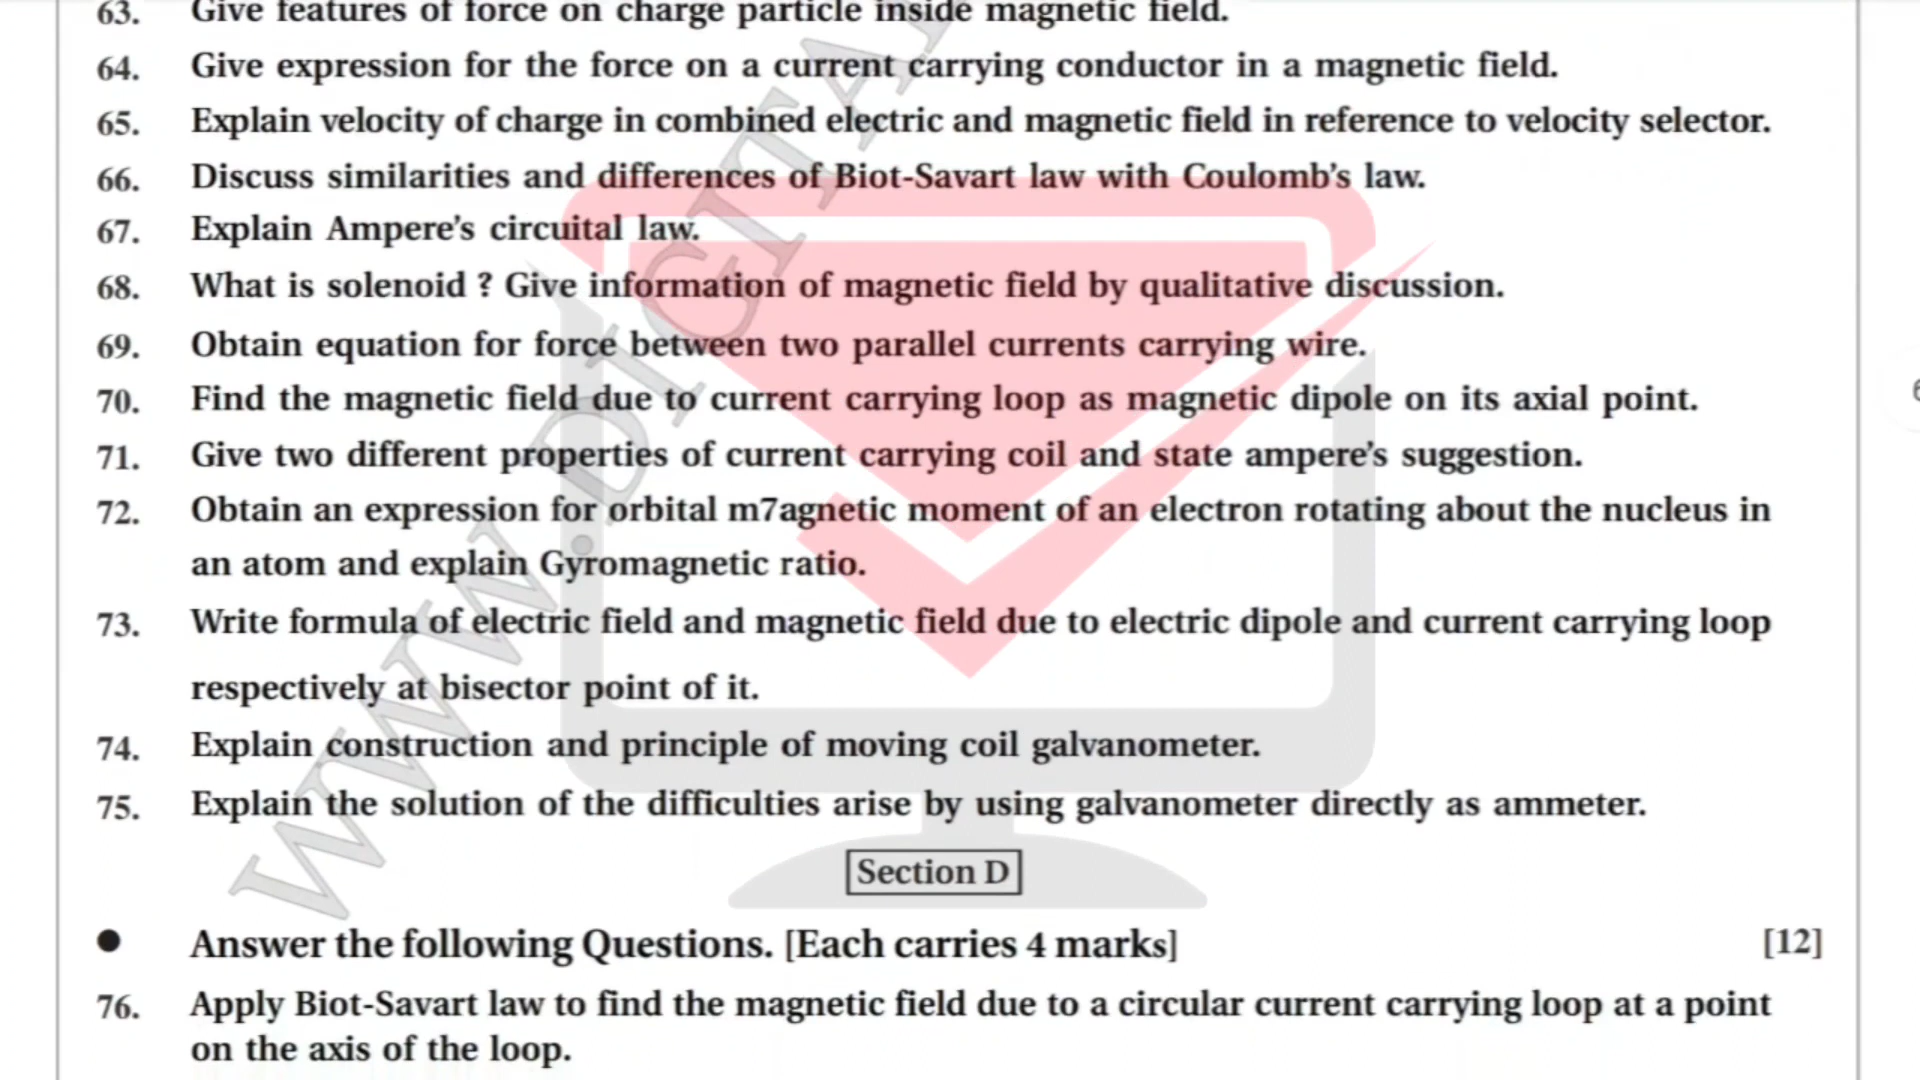 63. Give features of force on charge particle inside magnetic field.
64. Give expression for the force on a current carrying conductor in a magnetic field.
65. Explain velocity of charge in combined electric and magnetic field in reference to velocity selector.
66. Discuss similarities and differences of Biot-Savart law with Coulomb's law.
67. Explain Ampere's circuital law.
68. What is solenoid ? Give information of magnetic field by qualitative discussion.
69. Obtain equation for force between two parallel currents carrying wire.
70. Find the magnetic field due to current carrying loop as magnetic dipole on its axial point.
71. Give two different properties of current carrying coil and state ampere's suggestion.
72. Obtain an expression for orbital m7agnetic moment of an electron rotating about the nucleus in
an atom and explain Gyromagnetic ratio.
73. Write formula of electric field and magnetic field due to electric dipole and current carrying loop
respectively at bisector point of it.
74. Explain construction and principle of moving coil galvanometer.
75. Explain the solution of the difficulties arise by using galvanometer directly as ammeter.
Section D
● Answer the following Questions. [Each carries 4 marks] [12]
76. Apply Biot-Savart law to find the magnetic field due to a circular current carrying loop at a point
on the axis of the loop.
WWW.DIGITA